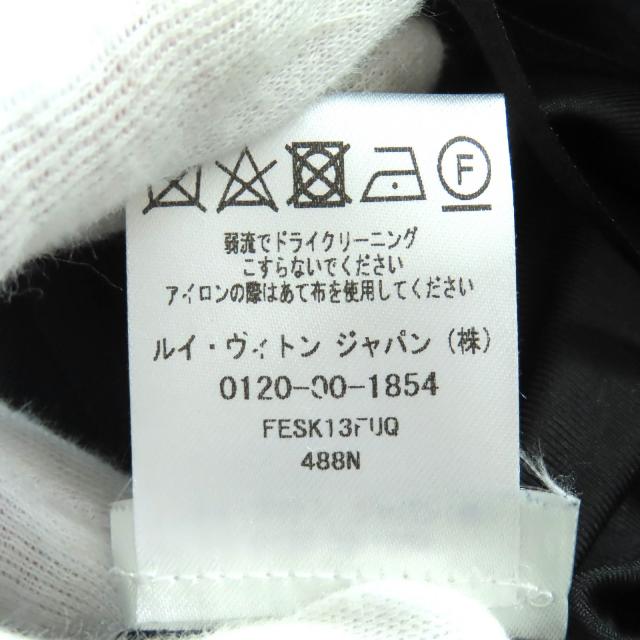 F
弱流でドライクリーニング
こすらないでください
アイロンの際はあて布を使用してください
ルイ・ヴィトン ジャパン (株)
0120-00-1854
FESK13FUQ
488N